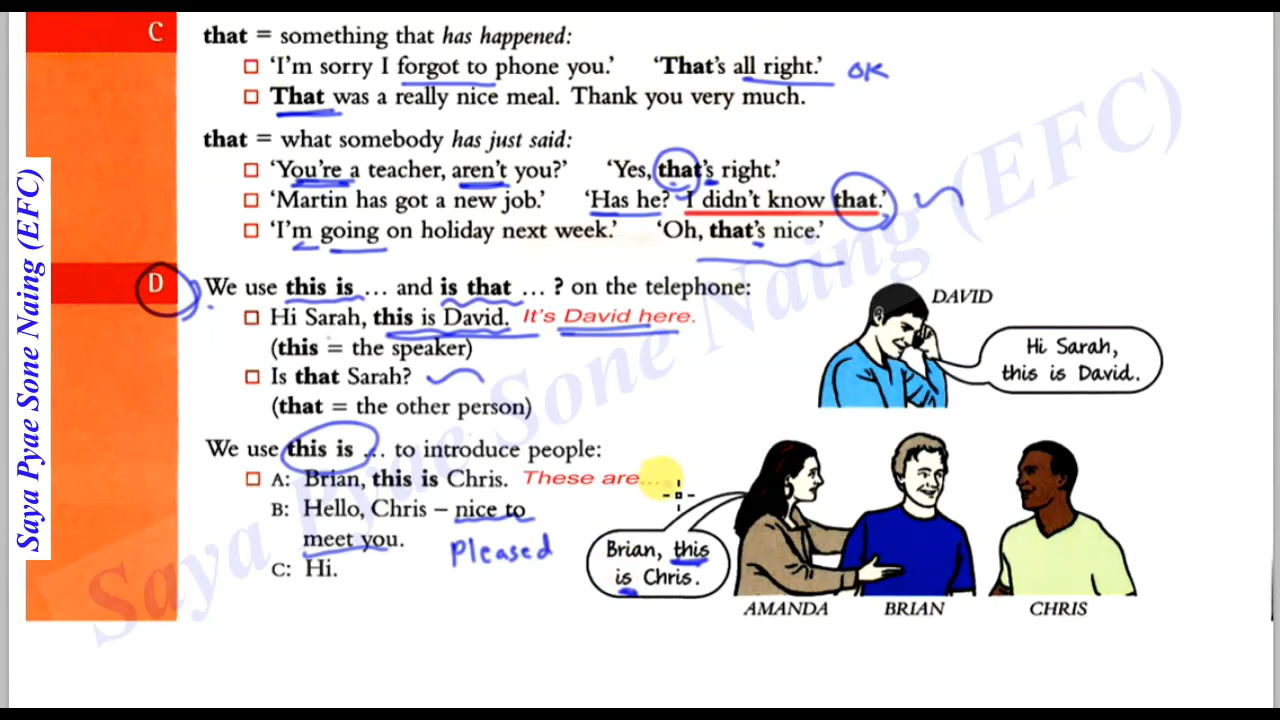 C
that = something that has happened:
'I'm sorry I forgot to phone you.' 'That's all right.' OK
That was a really nice meal. Thank you very much.
that = what somebody has just said:
'You're a teacher, aren't you?' 'Yes, that's right.'
'Martin has got a new job.' 'Has he? I didn't know that.'
'I'm going on holiday next week.' 'Oh, that's nice.'
D
We use this is ... and is that ... ? on the telephone:
Hi Sarah, this is David. It's David here.
(this = the speaker)
Is that Sarah?
(that = the other person)
DAVID
Hi Sarah,
this is David.
We use this is ... to introduce people:
A: Brian, this is Chris. These are...
B: Hello, Chris – nice to
meet you. Pleased
C: Hi.
Brian, this
is Chris.
AMANDA BRIAN CHRIS
Saya Pyae Sone Naing (EFC)
Saya Pyae Sone Naing (EFC)